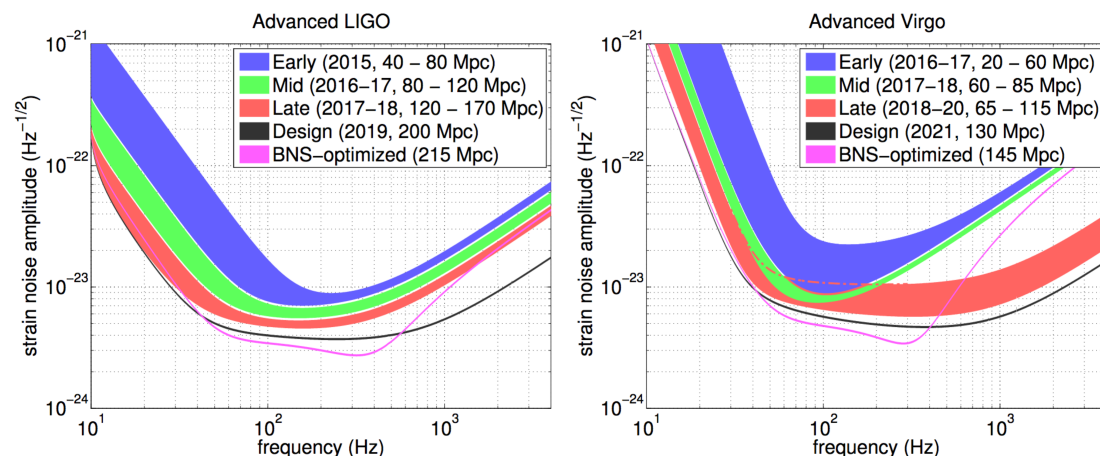 Advanced LIGO
10^-21
10^-22
10^-23
10^-24
strain noise amplitude (Hz^-1/2)
Early (2015, 40 − 80 Mpc)
Mid (2016−17, 80 − 120 Mpc)
Late (2017−18, 120 − 170 Mpc)
Design (2019, 200 Mpc)
BNS−optimized (215 Mpc)
10^1
10^2
10^3
frequency (Hz)
Advanced Virgo
10^-21
10^-22
10^-23
10^-24
strain noise amplitude (Hz^-1/2)
Early (2016−17, 20 − 60 Mpc)
Mid (2017−18, 60 − 85 Mpc)
Late (2018−20, 65 − 115 Mpc)
Design (2021, 130 Mpc)
BNS−optimized (145 Mpc)
10^1
10^2
10^3
frequency (Hz)